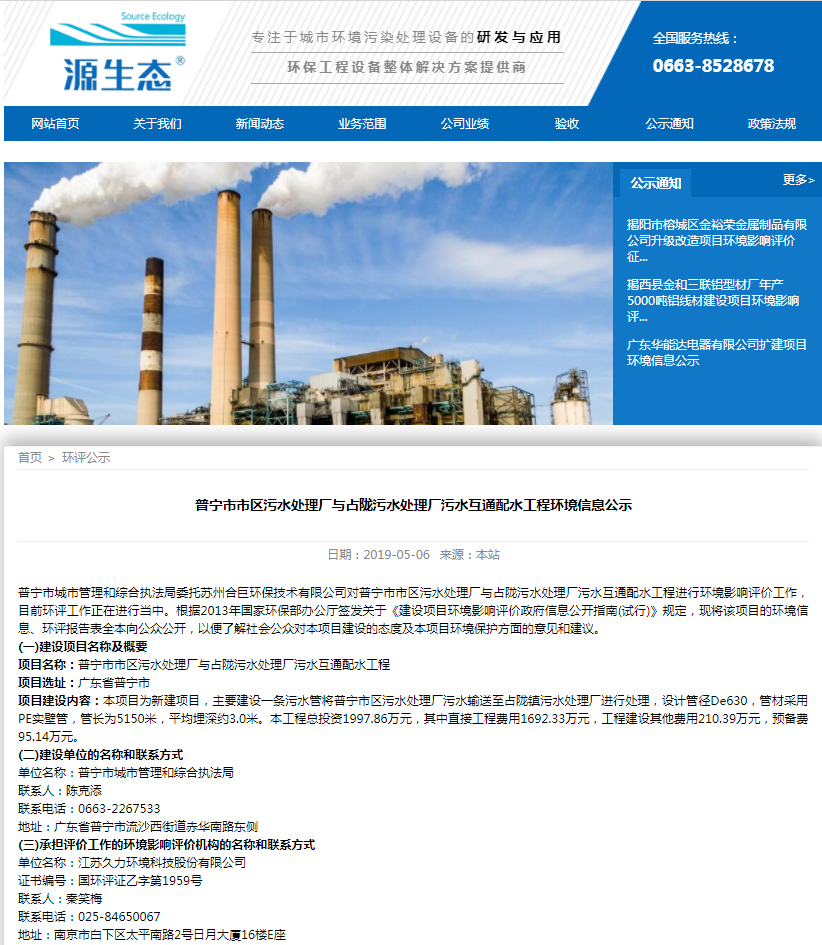 Source Ecology
源生态®
专注于城市环境污染处理设备的研发与应用
环保工程设备整体解决方案提供商
全国服务热线：
0663-8528678
网站首页 关于我们 新闻动态 业务范围 公司业绩 验收 公示通知 政策法规
公示通知 更多>
揭阳市榕城区金裕荣金属制品有限
公司升级改造项目环境影响评价
征...
揭西县金和三联铝型材厂年产
5000吨铝线材建设项目环境影响
评...
广东华能达电器有限公司扩建项目
环境信息公示
首页 > 环评公示
普宁市市区污水处理厂与占陇污水处理厂污水互通配水工程环境信息公示
日期：2019-05-06 来源：本站
普宁市城市管理和综合执法局委托苏州合巨环保技术有限公司对普宁市市区污水处理厂与占陇污水处理厂污水互通配水工程进行环境影响评价工作，
目前环评工作正在进行当中。根据2013年国家环保部办公厅签发关于《建设项目环境影响评价政府信息公开指南(试行)》规定，现将该项目的环境信
息、环评报告表全本向公众公开，以便了解社会公众对本项目建设的态度及本项目环境保护方面的意见和建议。
(一)建设项目名称及概要
项目名称：普宁市市区污水处理厂与占陇污水处理厂污水互通配水工程
项目选址：广东省普宁市
项目建设内容：本项目为新建项目，主要建设一条污水管将普宁市区污水处理厂污水输送至占陇镇污水处理厂进行处理，设计管径De630，管材采用
PE实壁管，管长为5150米，平均埋深约3.0米。本工程总投资1997.86万元，其中直接工程费用1692.33万元，工程建设其他费用210.39万元，预备费
95.14万元。
(二)建设单位的名称和联系方式
单位名称：普宁市城市管理和综合执法局
联系人：陈克添
联系电话：0663-2267533
地址：广东省普宁市流沙西街道赤华南路东侧
(三)承担评价工作的环境影响评价机构的名称和联系方式
单位名称：江苏久力环境科技股份有限公司
证书编号：国环评证乙字第1959号
联系人：秦笑梅
联系电话：025-84650067
地址：南京市白下区太平南路2号日月大厦16楼E座